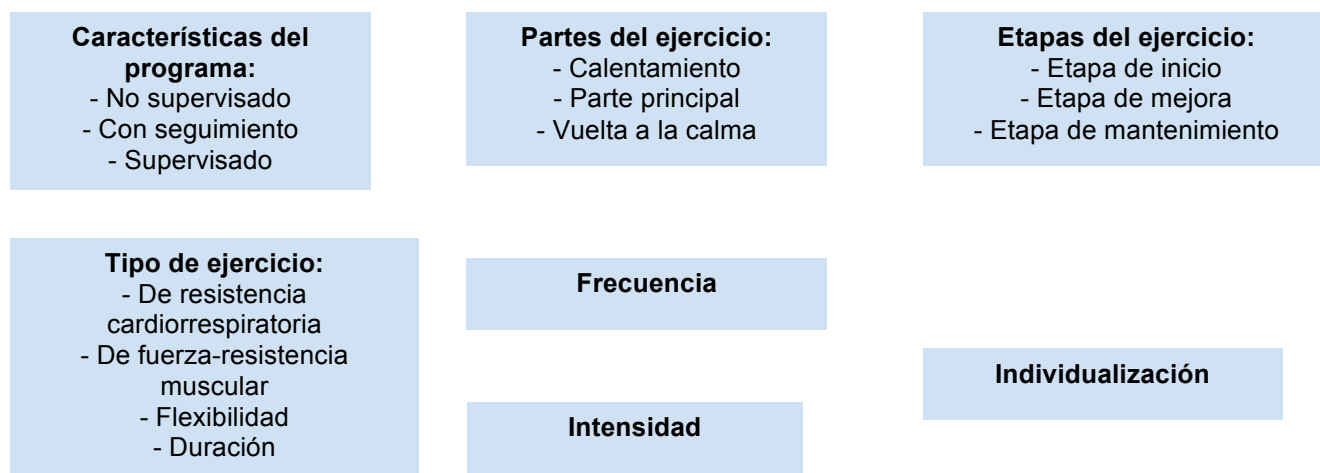 Características del
programa:
- No supervisado
- Con seguimiento
- Supervisado
Partes del ejercicio:
- Calentamiento
- Parte principal
- Vuelta a la calma
Etapas del ejercicio:
- Etapa de inicio
- Etapa de mejora
- Etapa de mantenimiento
Tipo de ejercicio:
- De resistencia
cardiorrespiratoria
- De fuerza-resistencia
muscular
- Flexibilidad
- Duración
Frecuencia
Intensidad
Individualización